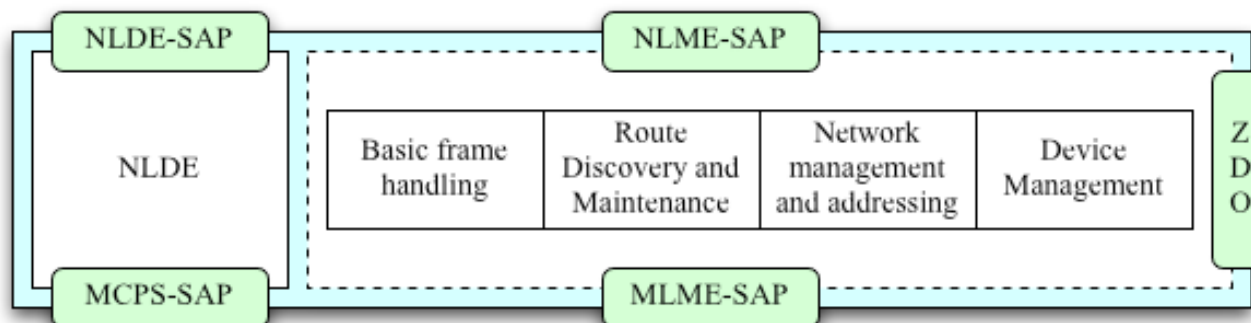 NLDE-SAP
NLME-SAP
NLDE
Basic frame
handling
Route
Discovery and
Maintenance
Network
management
and addressing
Device
Management
Z
D
O
MCPS-SAP
MLME-SAP